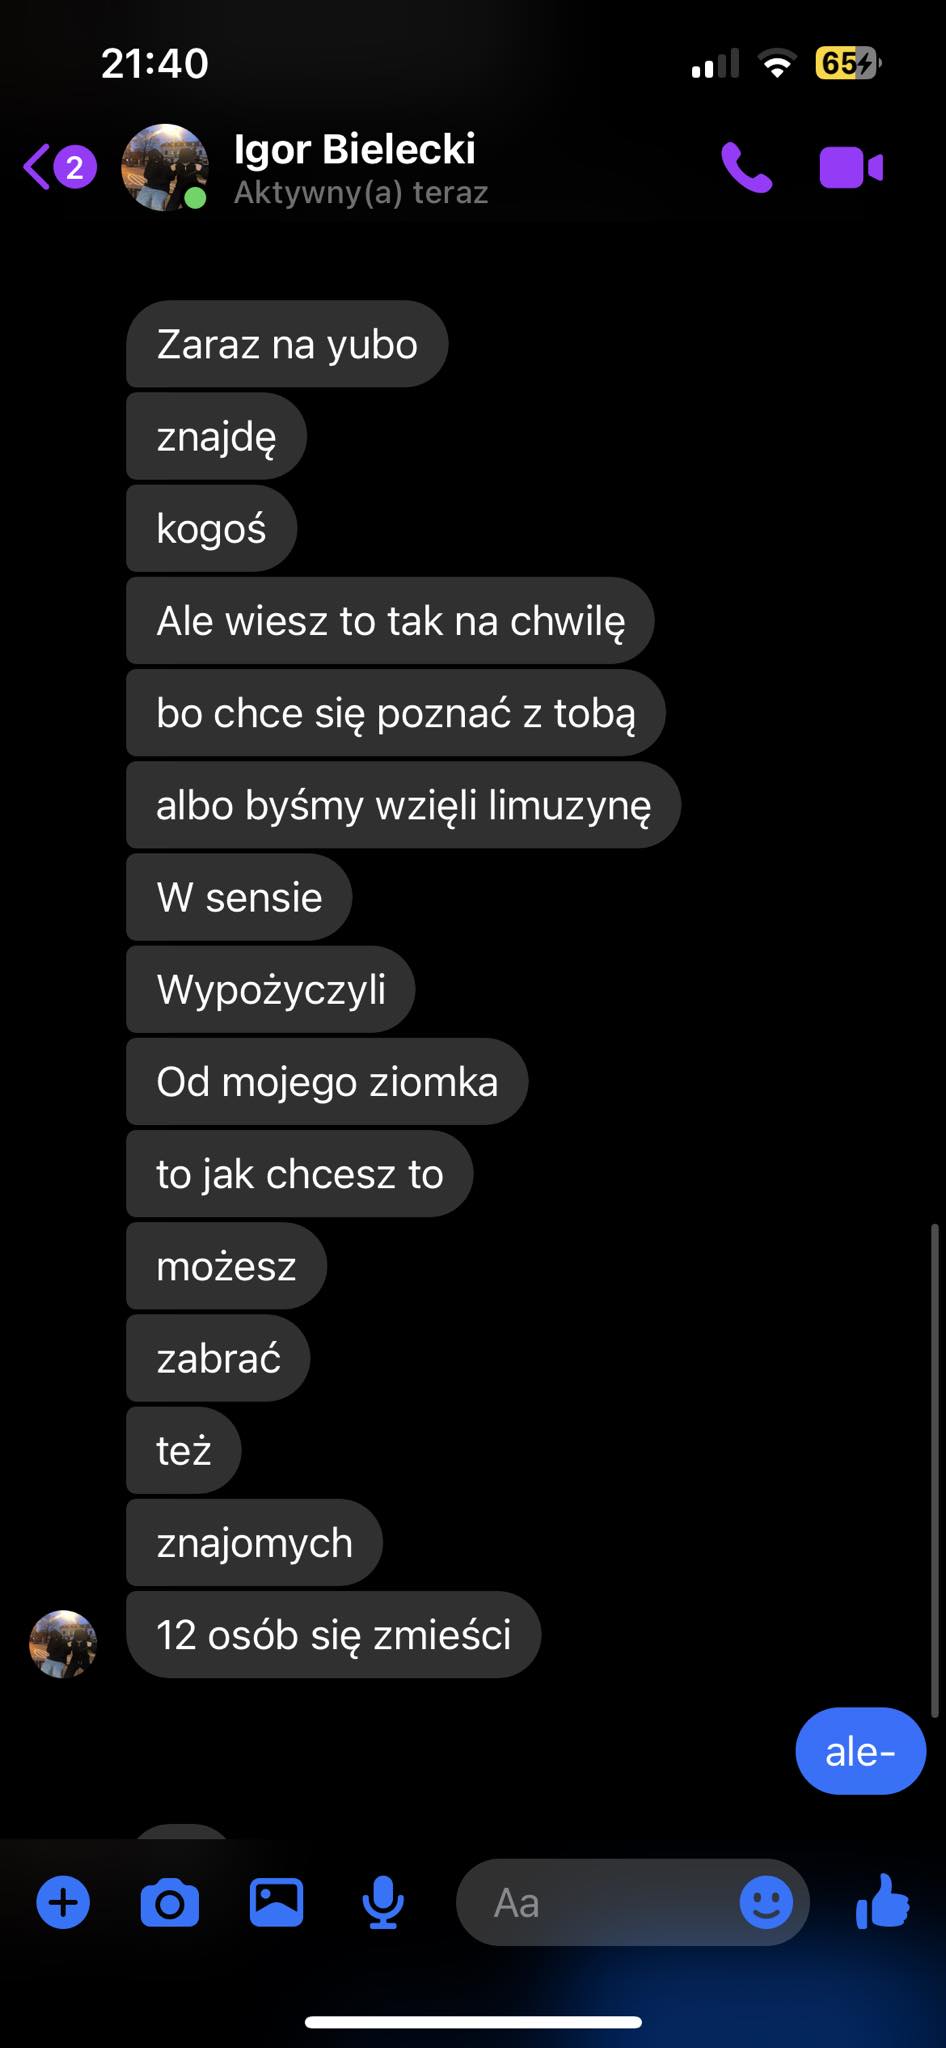 21:40
65
2
Igor Bielecki
Aktywny(a) teraz
Zaraz na yubo
znajdę
kogoś
Ale wiesz to tak na chwilę
bo chce się poznać z tobą
albo byśmy wzięli limuzynę
W sensie
Wypożyczyli
Od mojego ziomka
to jak chcesz to
możesz
zabrać
też
znajomych
12 osób się zmieści
ale-
Aa